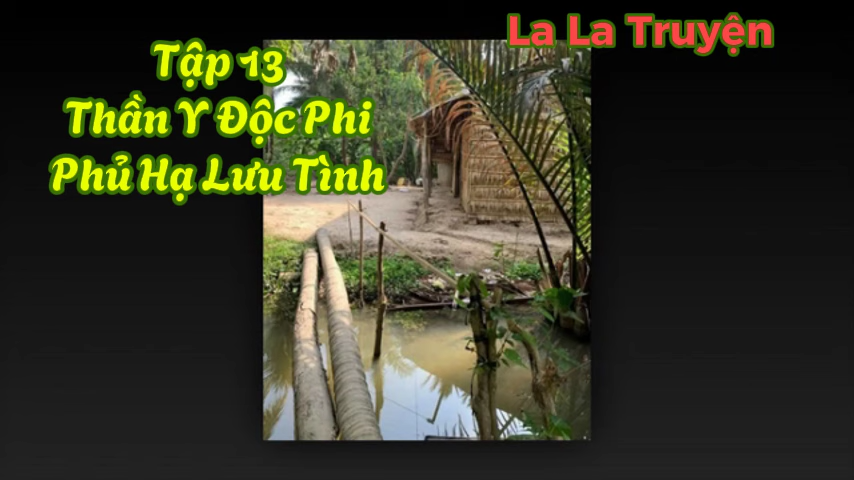 La La Truyện
Tập 13
Thần Y Độc Phi
Phủ Hạ Lưu Tình